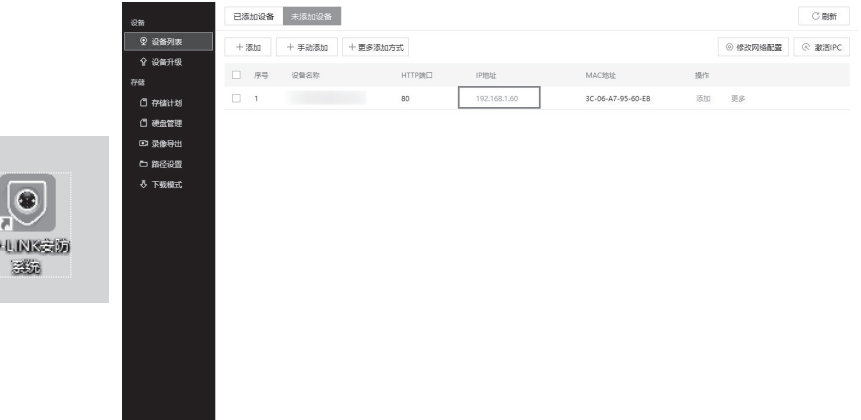 -LINK安防
系统
设备
设备列表
设备升级
存储
存储计划
硬盘管理
录像导出
路径设置
下载模式
已添加设备 未添加设备 刷新
+添加 +手动添加 +更多添加方式 修改网络配置 激活IPC
序号 设备名称 HTTP端口 IP地址 MAC地址 操作
1 80 192.168.1.60 3C-06-A7-95-60-EB 添加 更多